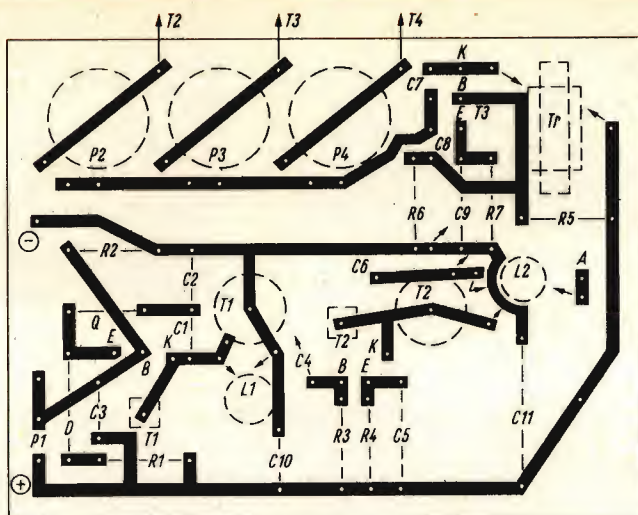 T2 T3 T4
K
C7 B
E T3 Tr
P2 P3 P4 C8
R6 C9 R7 R5
⊖
R2
C2 C6 L2 A
T1 T2
Q C1 T2
E B K K
C4 B E
L1
P1 D C3 T1
R3 R4 C5 C11
R1 C10
⊕